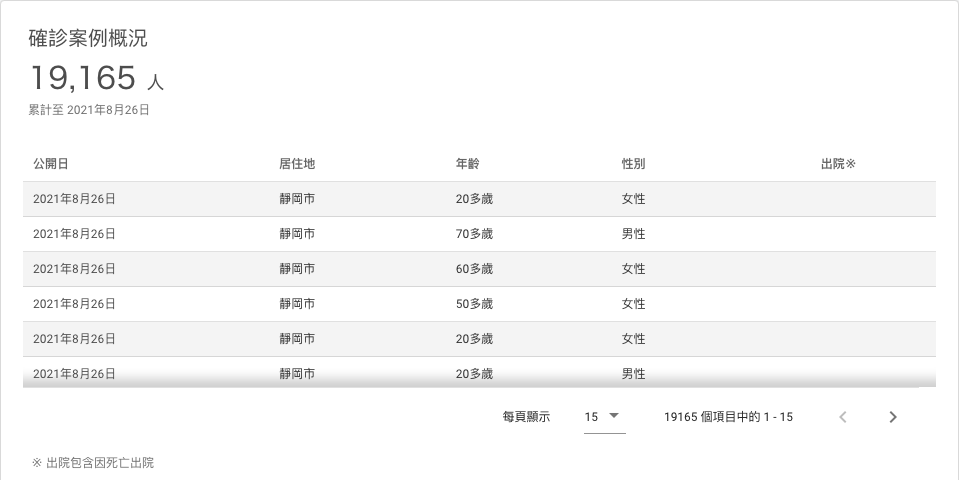 確診案例概況
19,165 人
累計至 2021年8月26日
公開日 居住地 年齡 性別 出院※
2021年8月26日 靜岡市 20多歲 女性
2021年8月26日 靜岡市 70多歲 男性
2021年8月26日 靜岡市 60多歲 女性
2021年8月26日 靜岡市 50多歲 女性
2021年8月26日 靜岡市 20多歲 女性
2021年8月26日 靜岡市 20多歲 男性
每頁顯示 15 19165 個項目中的 1 - 15
※ 出院包含因死亡出院